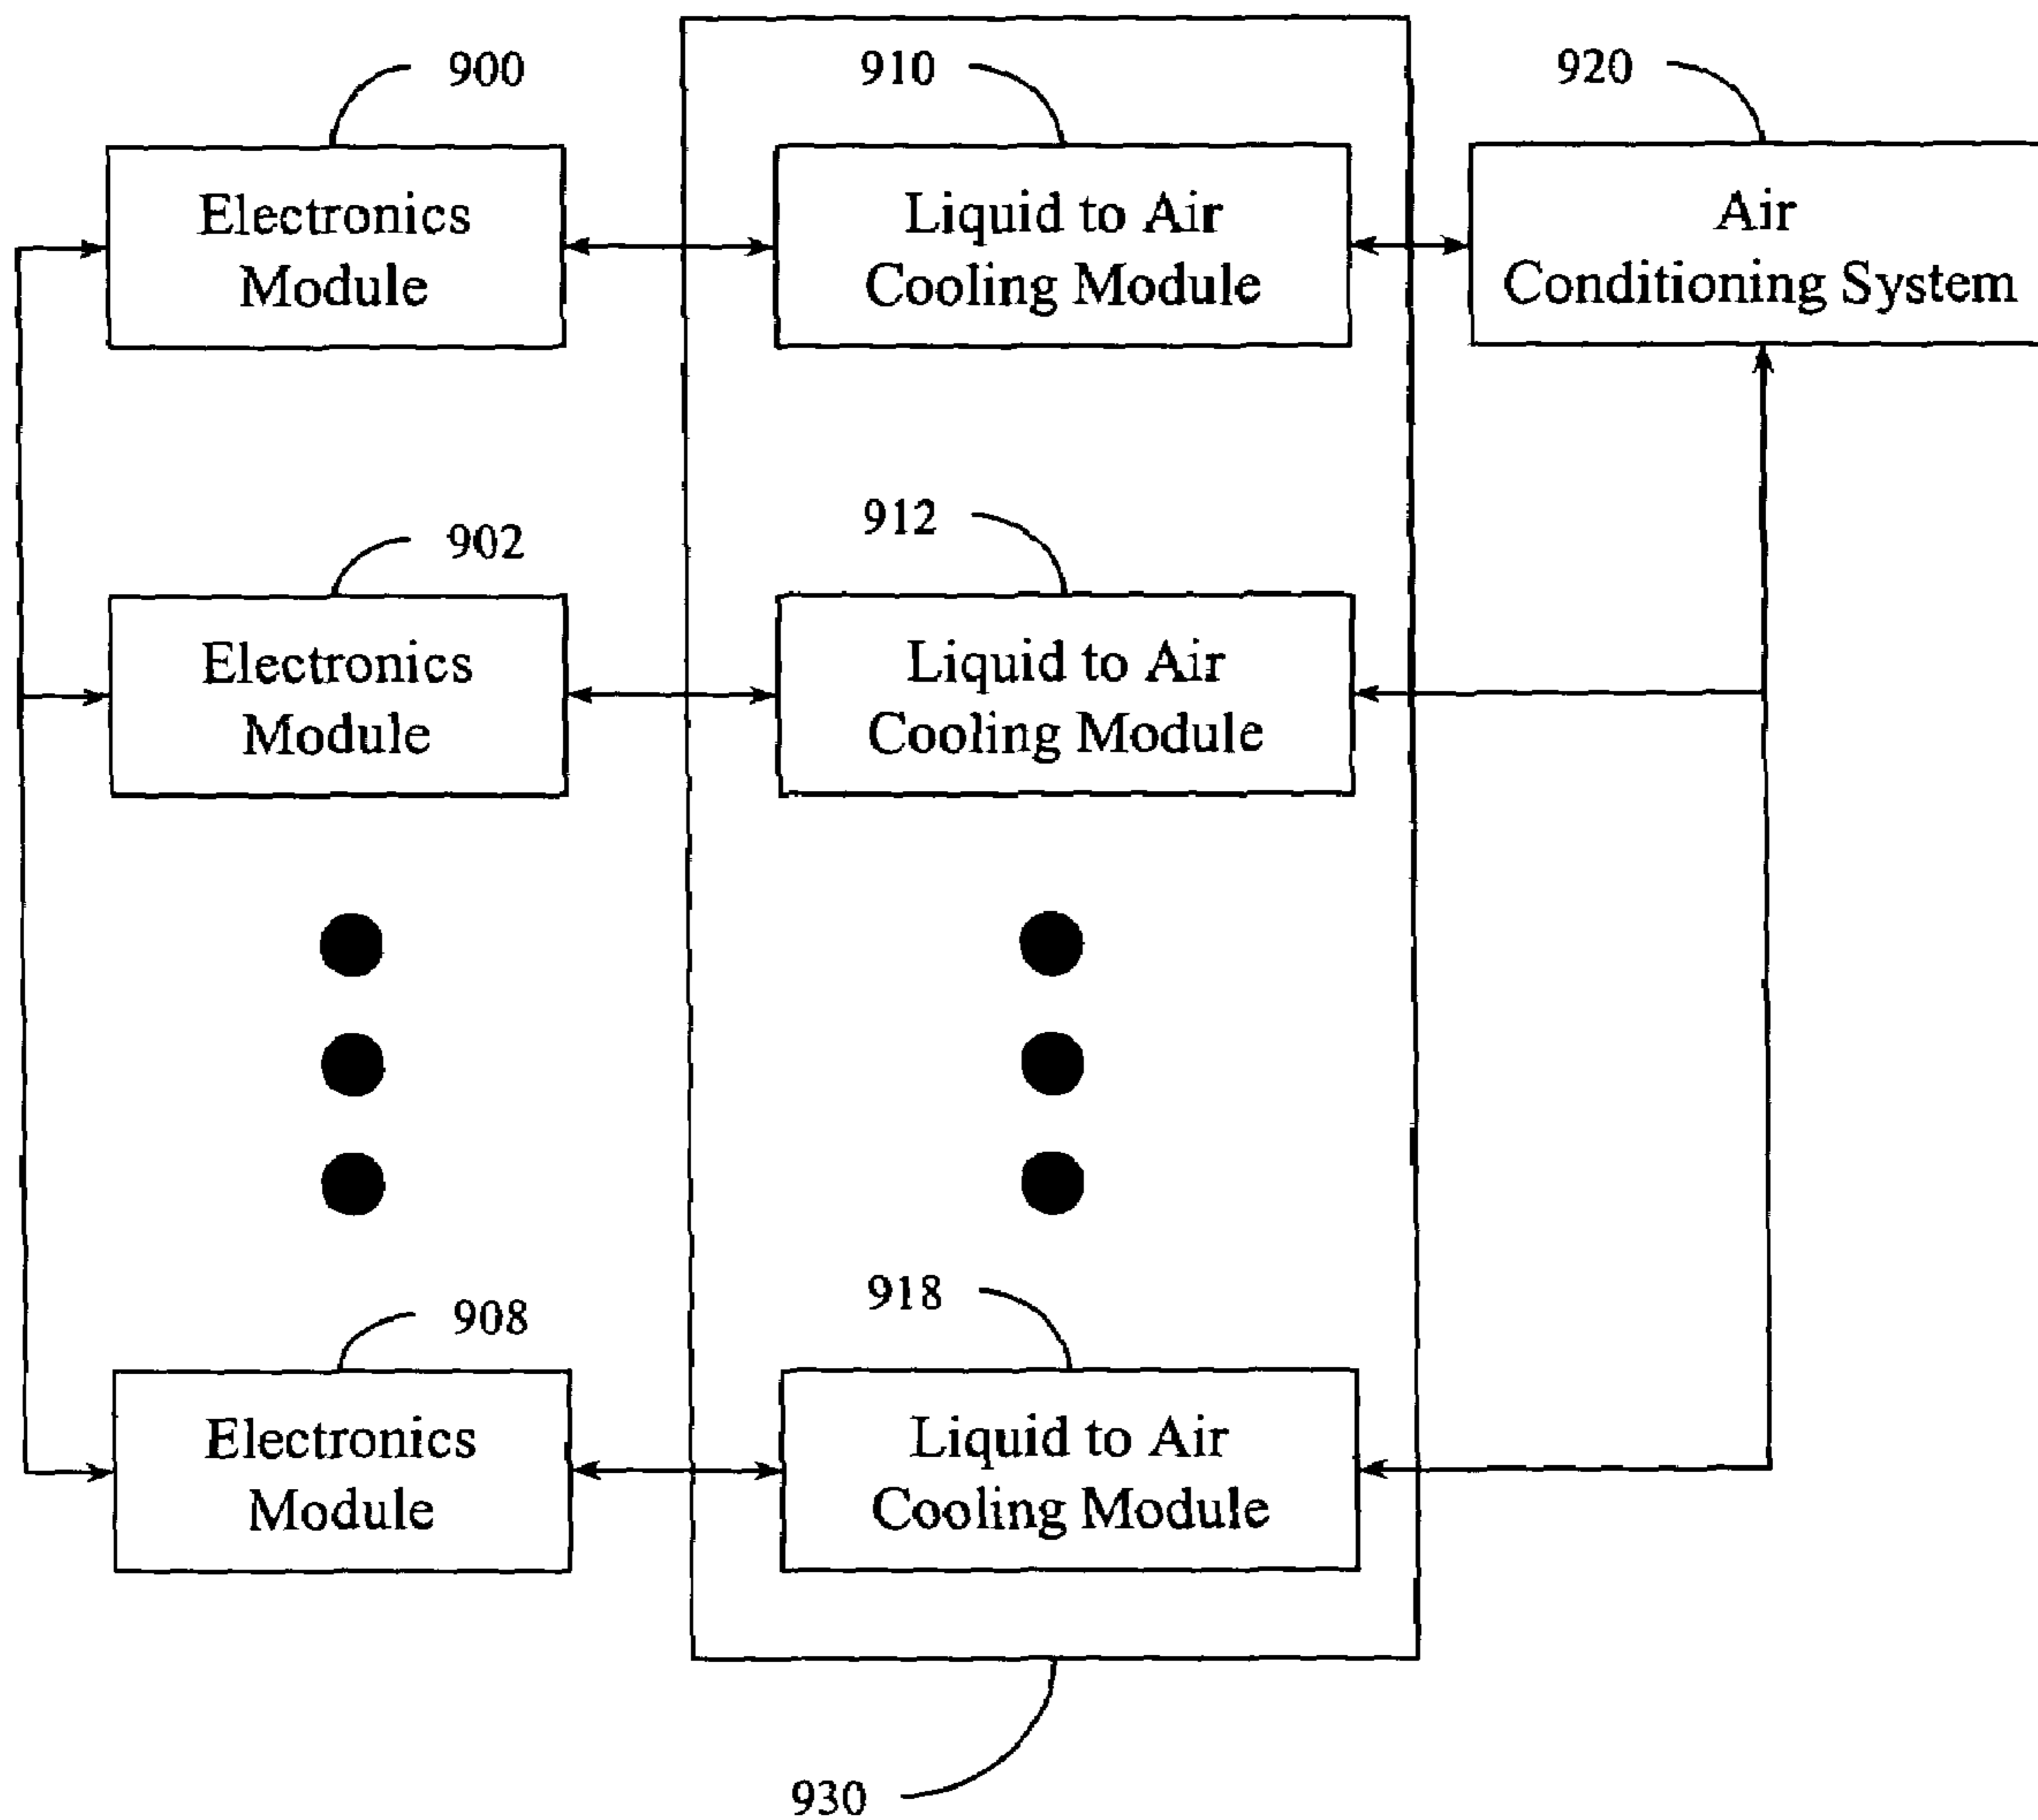 900
910
920
Electronics
Module
Liquid to Air
Cooling Module
Air
Conditioning System
902
912
Electronics
Module
Liquid to Air
Cooling Module
908
918
Electronics
Module
Liquid to Air
Cooling Module
930